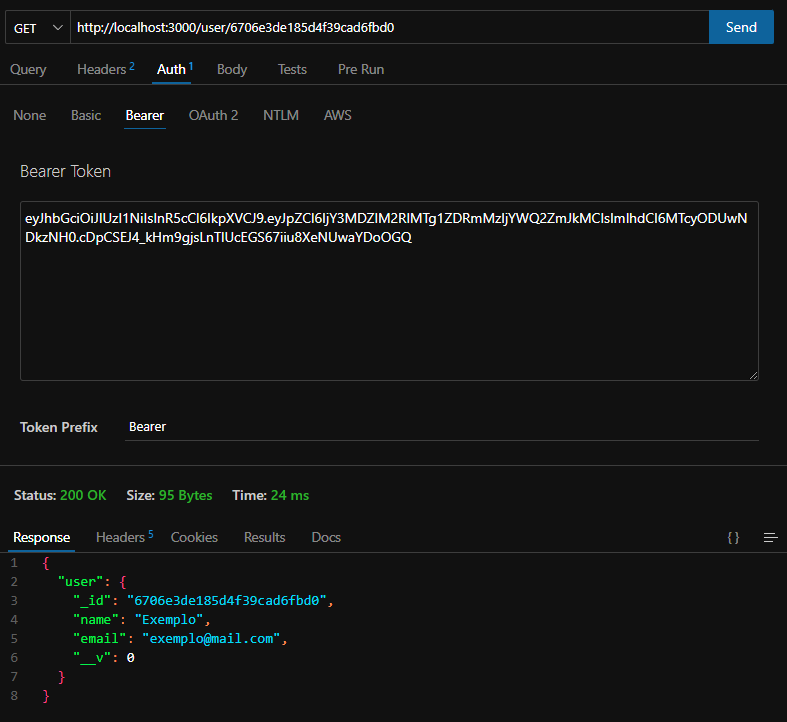 GET http://localhost:3000/user/6706e3de185d4f39cad6fbd0 Send
Query Headers 2 Auth 1 Body Tests Pre Run
None Basic Bearer OAuth 2 NTLM AWS
Bearer Token
eyJhbGciOiJIUzI1NiIsInR5cCI6IkpXVCJ9.eyJpZCI6IjY3MDZlM2RlMTg1ZDRmMzljYWQ2ZmJkMCIsImlhdCI6MTcyODUwN
DkzNH0.cDpCSEJ4_kHm9gjsLnTlUcEGS67iiu8XeNUwaYDoOGQ
Token Prefix Bearer
Status: 200 OK Size: 95 Bytes Time: 24 ms
Response Headers 5 Cookies Results Docs { }
1 {
2 "user": {
3 "_id": "6706e3de185d4f39cad6fbd0",
4 "name": "Exemplo",
5 "email": "exemplo@mail.com",
6 "__v": 0
7 }
8 }